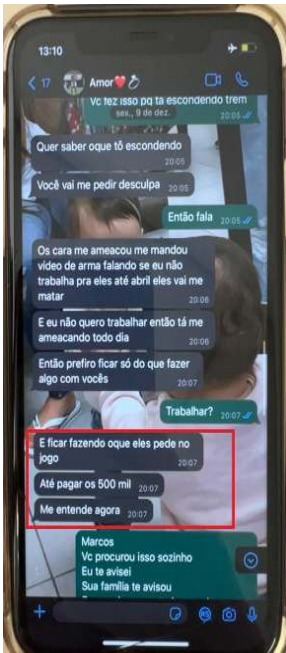 13:10
17 Amor
Vc fez isso pq ta escondendo trem
20:05
sex., 9 de dez.
Quer saber oque tô escondendo
20:05
Você vai me pedir desculpa 20:05
Então fala 20:05
Os cara me ameacou me mandou
vídeo de arma falando se eu não
trabalha pra eles até abril eles vai me
matar 20:06
E eu não quero trabalhar então tá me
ameacando todo dia 20:06
Então prefiro ficar só do que fazer
algo com vocês 20:07
Trabalhar? 20:07
E ficar fazendo oque eles pede no
jogo 20:07
Até pagar os 500 mil 20:07
Me entende agora 20:07
Marcos
Vc procurou isso sozinho
Eu te avisei
Sua família te avisou